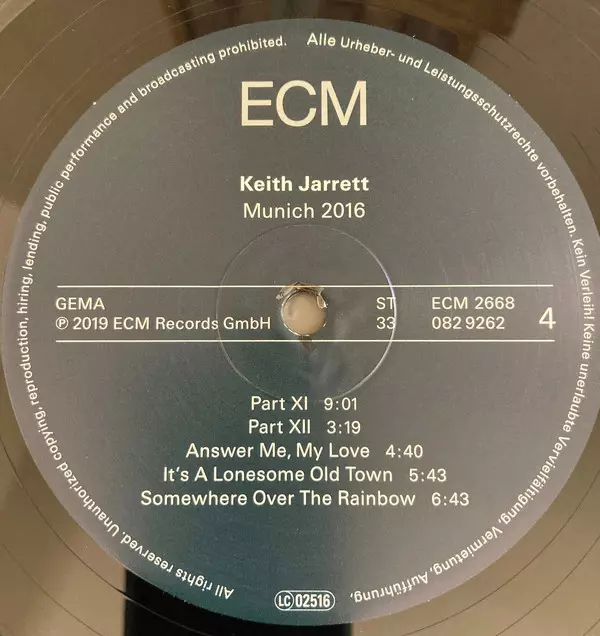 All rights reserved. Unauthorized copying, reproduction, hiring, lending, public performance and broadcasting prohibited. Alle Urheber- und Leistungsschutzrechte vorbehalten. Kein Verleih! Keine unerlaubte Vervielfältigung, Vermietung, Aufführung,
ECM
Keith Jarrett
Munich 2016
GEMA ST ECM 2668
℗ 2019 ECM Records GmbH 33 082 9262 4
Part XI 9:01
Part XII 3:19
Answer Me, My Love 4:40
It's A Lonesome Old Town 5:43
Somewhere Over The Rainbow 6:43
LC 02516